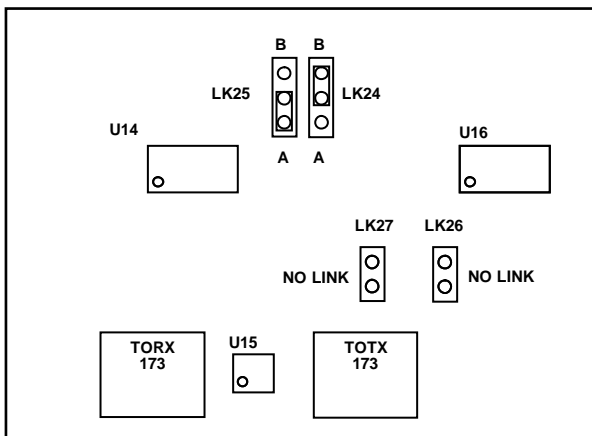 B B
LK25 LK24
U14 U16
A A
LK27 LK26
NO LINK NO LINK
U15
TORX
173
TOTX
173